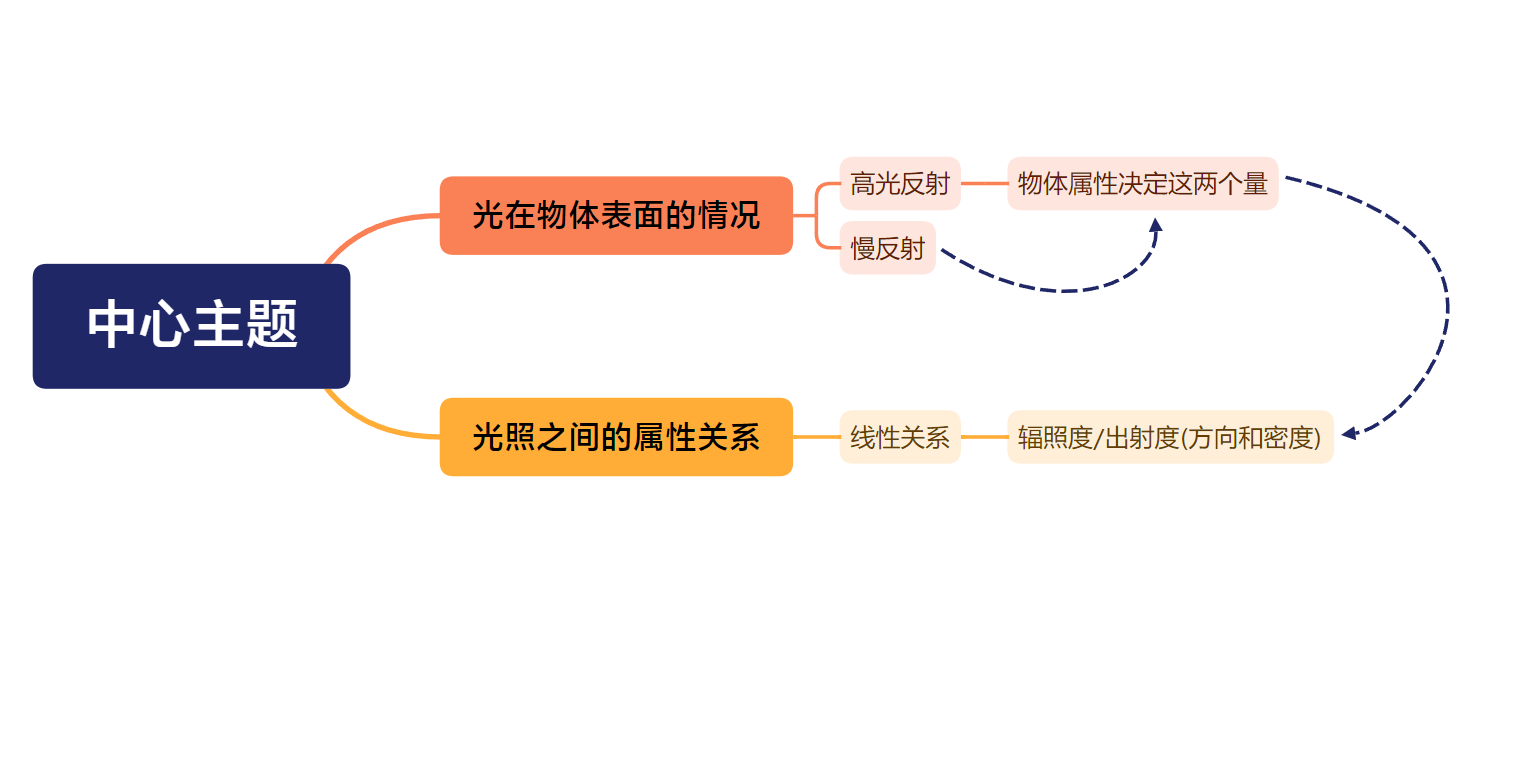 中心主题
光在物体表面的情况
高光反射
物体属性决定这两个量
慢反射
光照之间的属性关系
线性关系
辐照度/出射度(方向和密度)